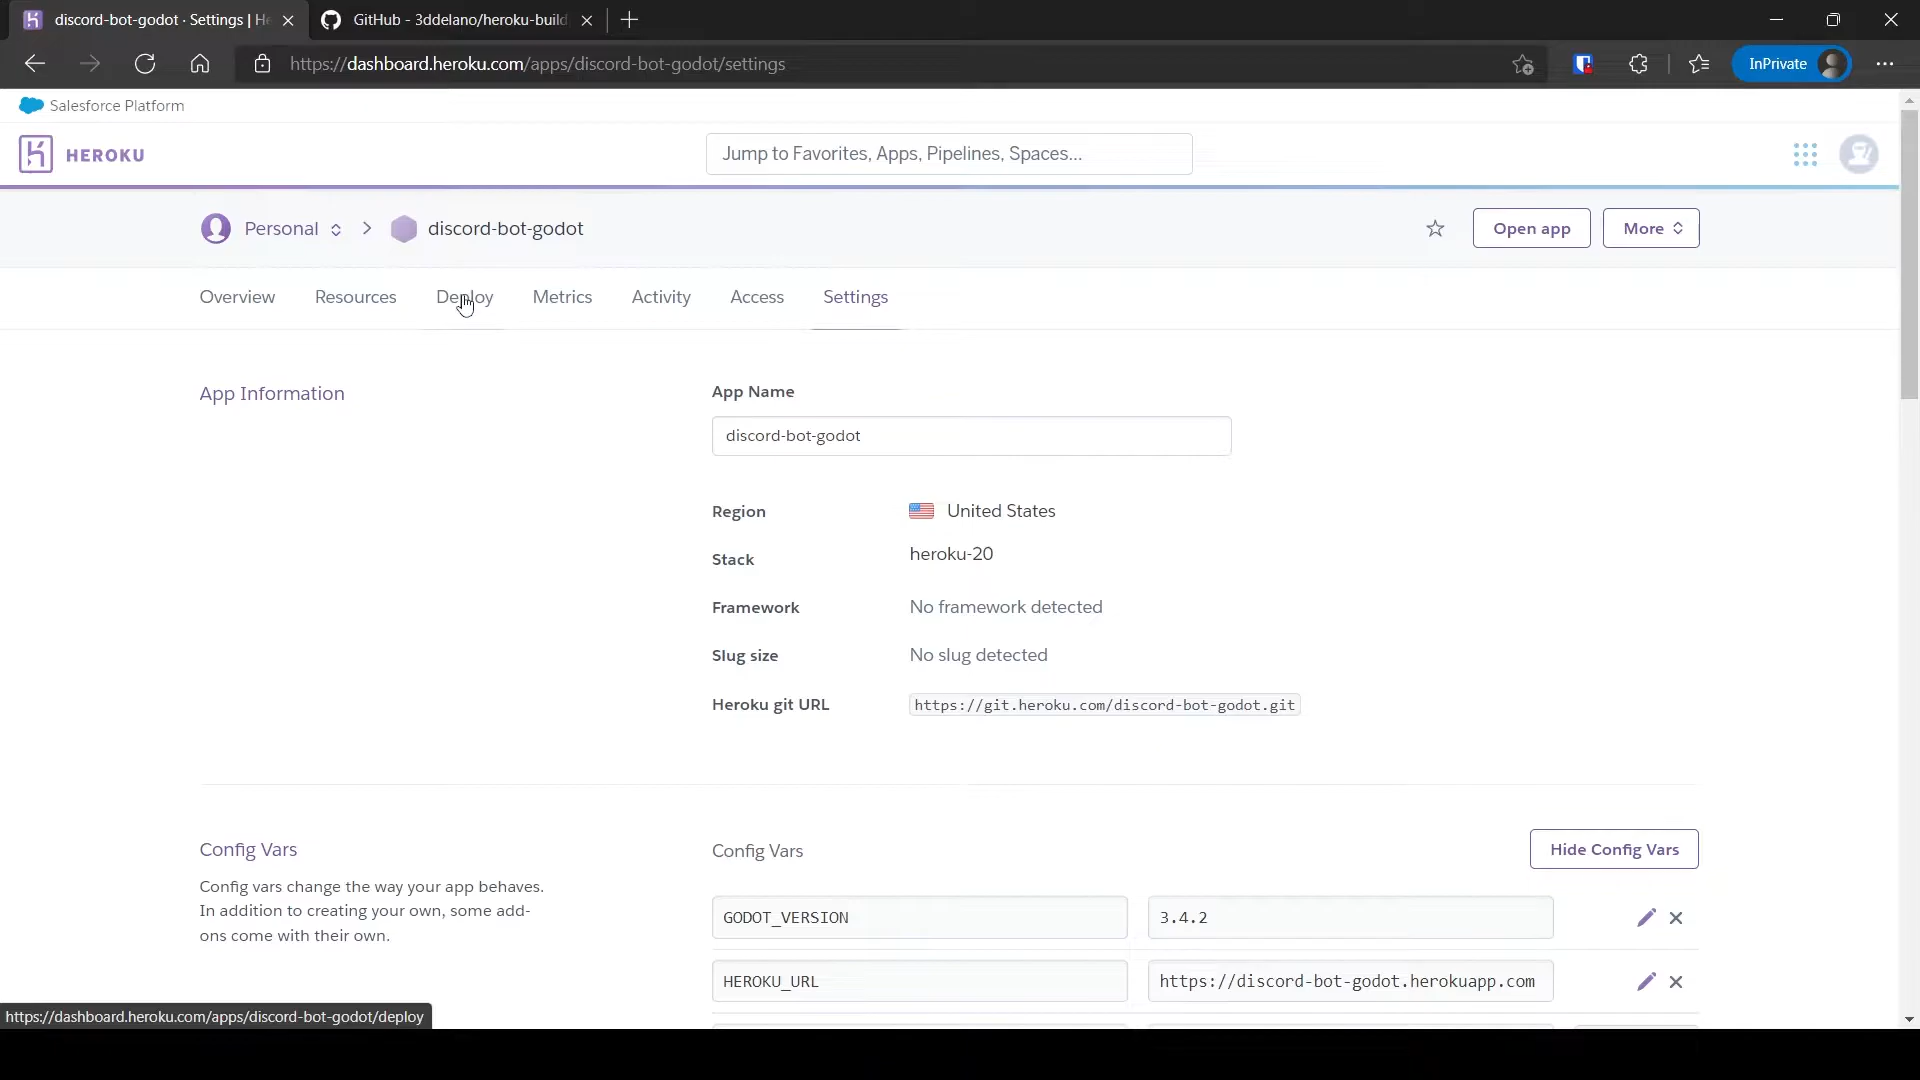 discord-bot-godot · Settings | He
GitHub - 3ddelano/heroku-build
https://dashboard.heroku.com/apps/discord-bot-godot/settings
InPrivate
Salesforce Platform
HEROKU
Jump to Favorites, Apps, Pipelines, Spaces...
Personal
discord-bot-godot
Open app
More
Overview
Resources
Deploy
Metrics
Activity
Access
Settings
App Information
App Name
discord-bot-godot
Region
United States
Stack
heroku-20
Framework
No framework detected
Slug size
No slug detected
Heroku git URL
https://git.heroku.com/discord-bot-godot.git
Config Vars
Config vars change the way your app behaves.
In addition to creating your own, some add-
ons come with their own.
Config Vars
Hide Config Vars
GODOT_VERSION
3.4.2
HEROKU_URL
https://discord-bot-godot.herokuapp.com
https://dashboard.heroku.com/apps/discord-bot-godot/deploy